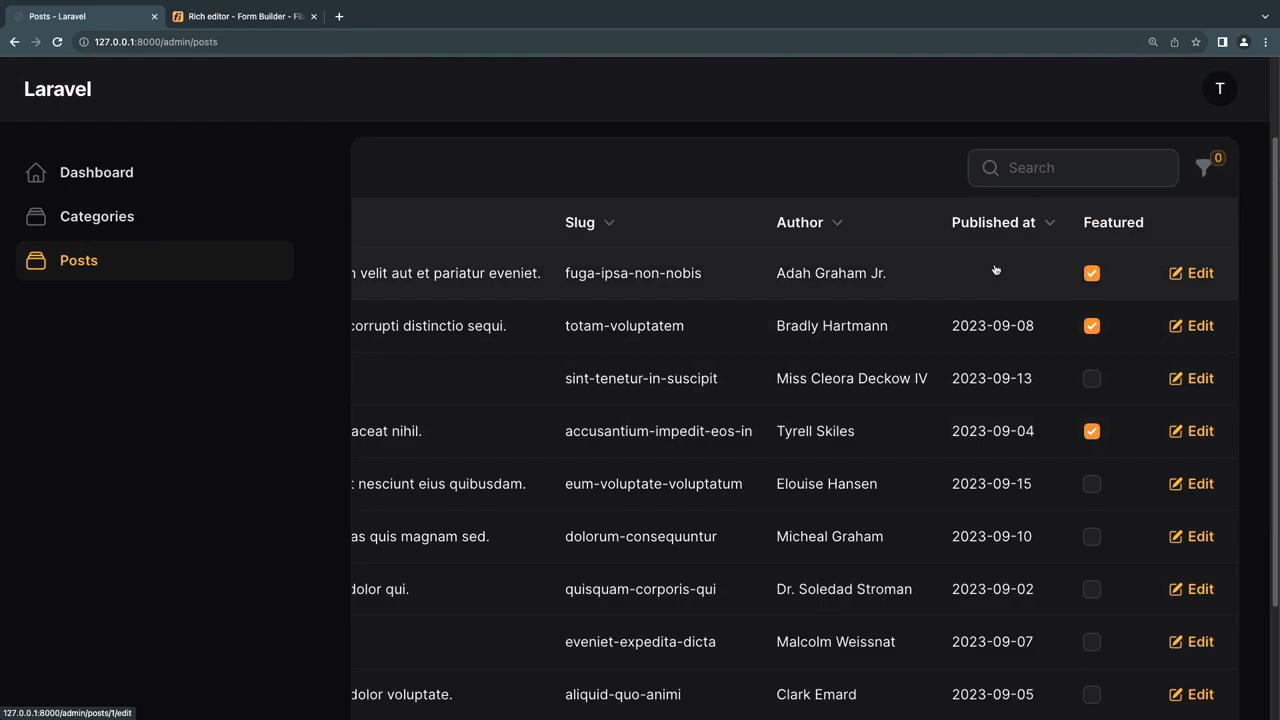 Posts - Laravel
Rich editor - Form Builder - Fil
127.0.0.1:8000/admin/posts
Laravel
T
Dashboard
Categories
Posts
Search
0
Slug Author Published at Featured
n velit aut et pariatur eveniet. fuga-ipsa-non-nobis Adah Graham Jr. Edit
corrupti distinctio sequi. totam-voluptatem Bradly Hartmann 2023-09-08 Edit
sint-tenetur-in-suscipit Miss Cleora Deckow IV 2023-09-13 Edit
aceat nihil. accusantium-impedit-eos-in Tyrell Skiles 2023-09-04 Edit
t nesciunt eius quibusdam. eum-voluptate-voluptatum Elouise Hansen 2023-09-15 Edit
as quis magnam sed. dolorum-consequuntur Micheal Graham 2023-09-10 Edit
dolor qui. quisquam-corporis-qui Dr. Soledad Stroman 2023-09-02 Edit
eveniet-expedita-dicta Malcolm Weissnat 2023-09-07 Edit
dolor voluptate. aliquid-quo-animi Clark Emard 2023-09-05 Edit
127.0.0.1:8000/admin/posts/1/edit